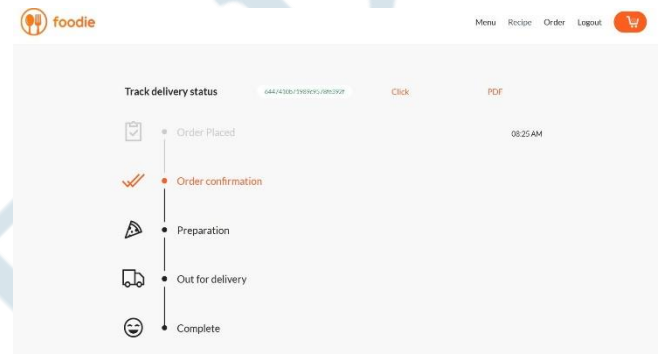 foodie
Menu Recipe Order Logout
Track delivery status Click PDF
Order Placed 08:25 AM
Order confirmation
Preparation
Out for delivery
Complete